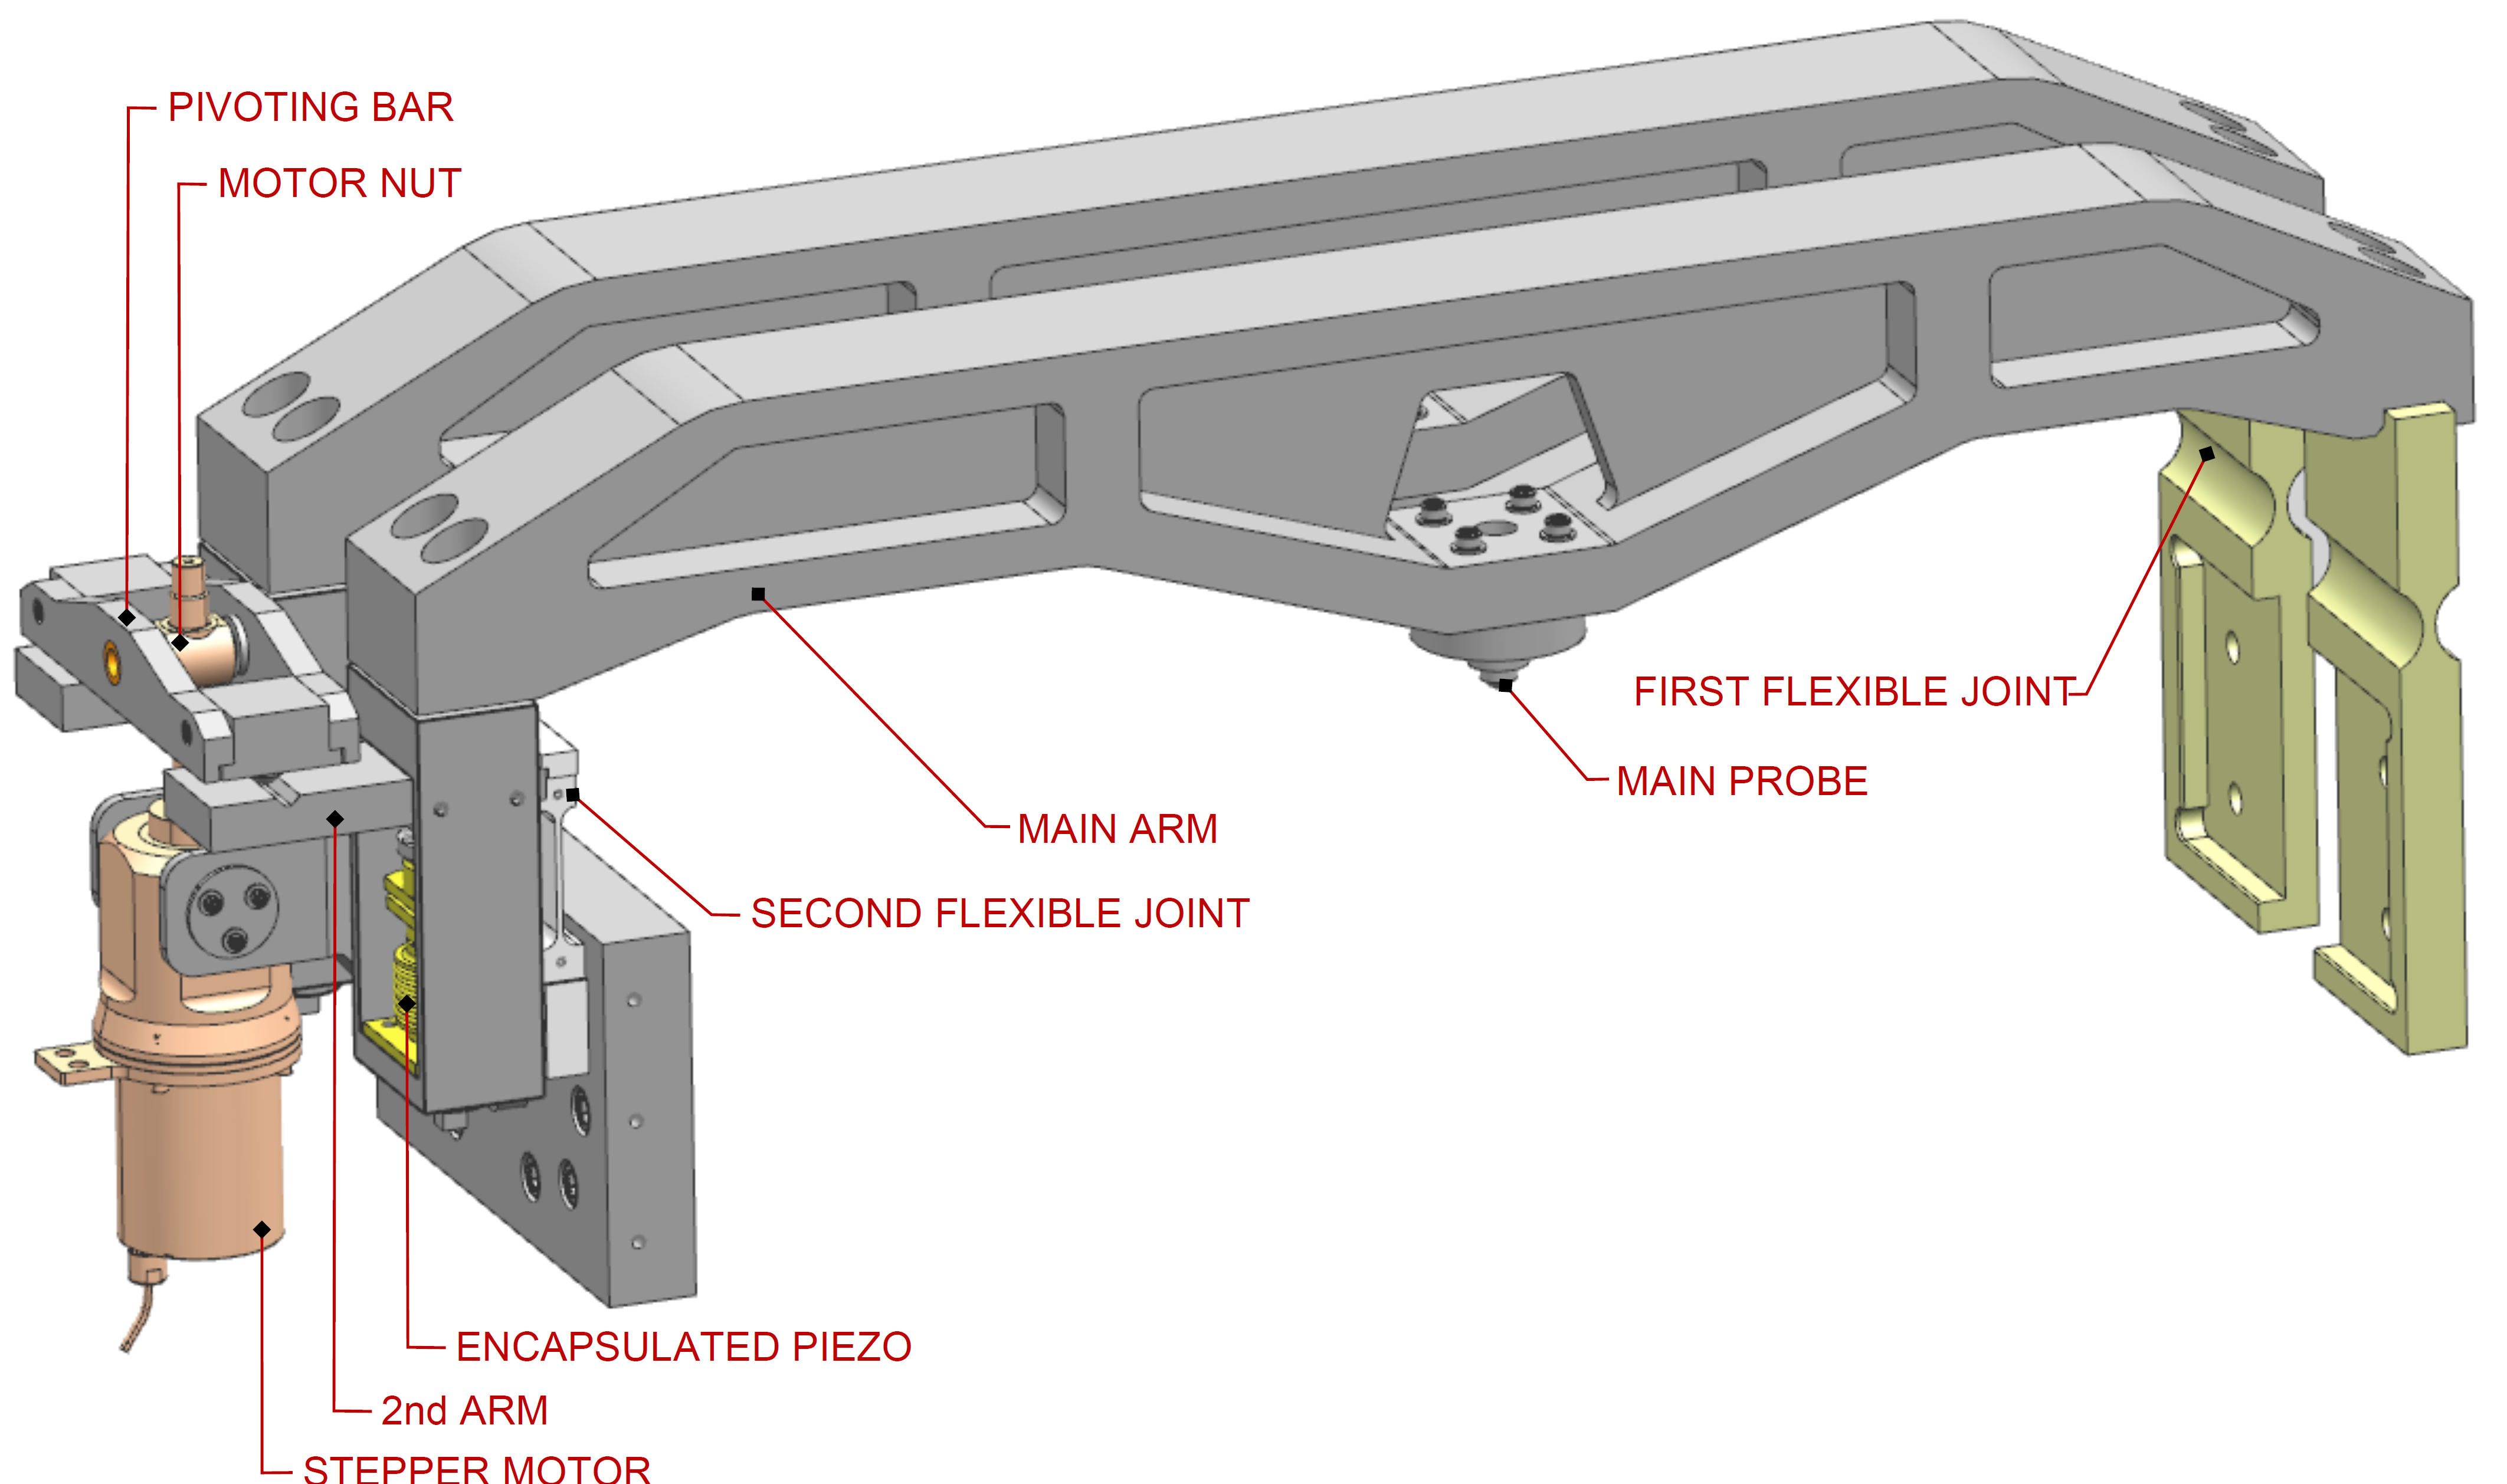 PIVOTING BAR
MOTOR NUT
FIRST FLEXIBLE JOINT
MAIN PROBE
MAIN ARM
SECOND FLEXIBLE JOINT
ENCAPSULATED PIEZO
2nd ARM
STEPPER MOTOR